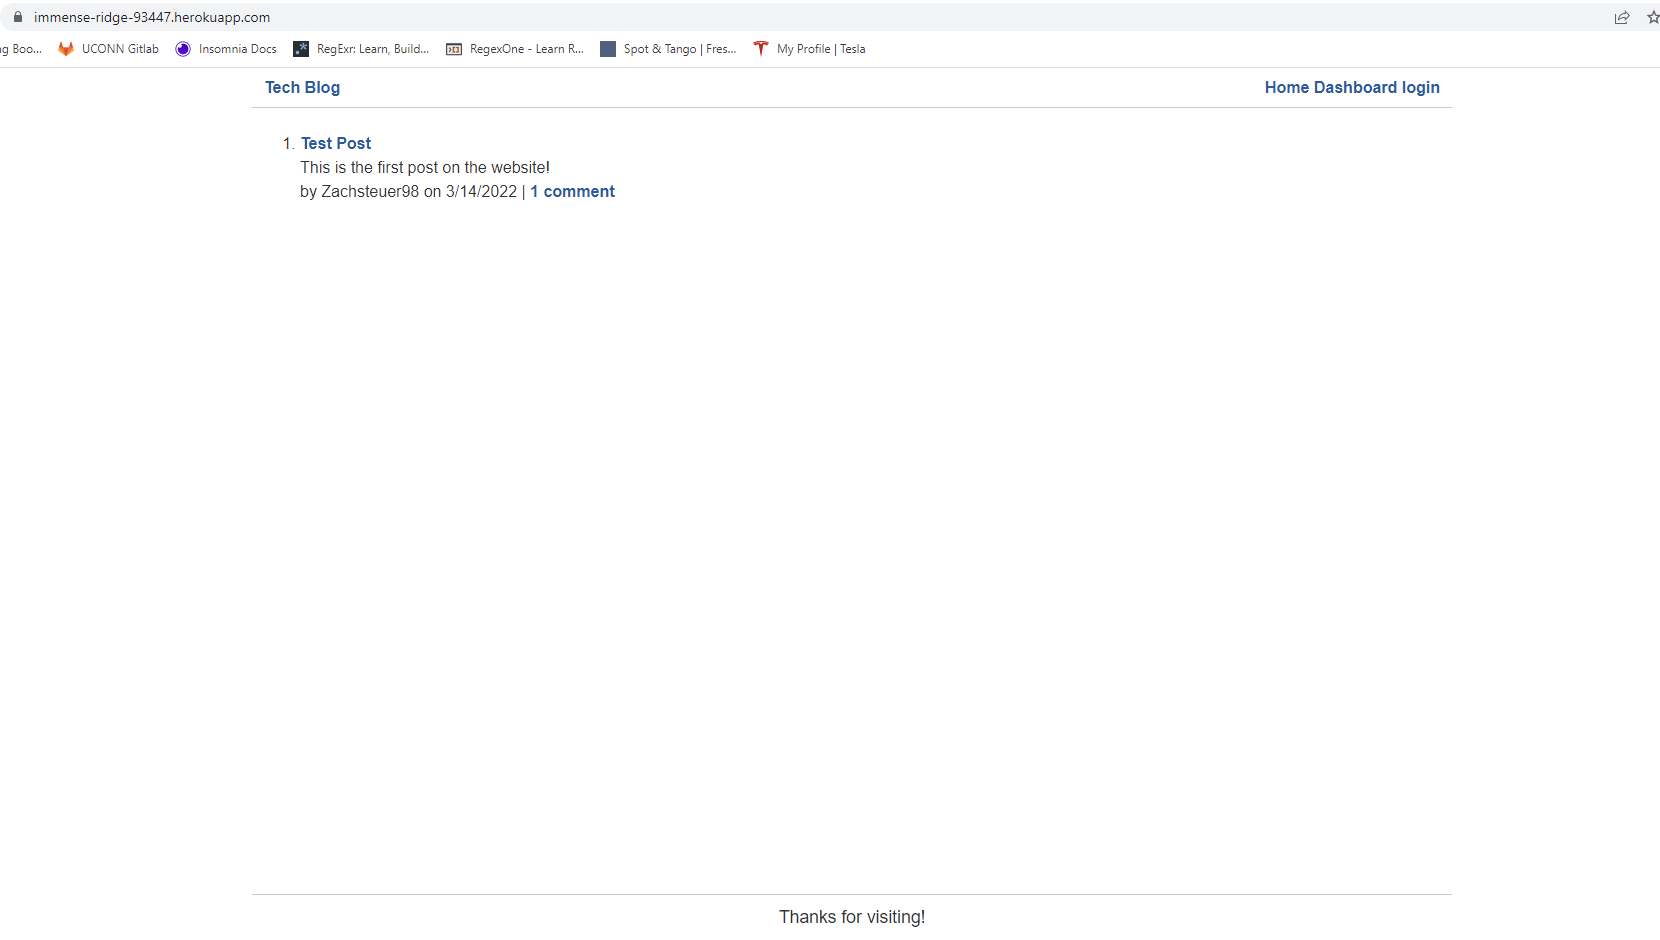 immense-ridge-93447.herokuapp.com
g Boo... UCONN Gitlab Insomnia Docs RegExr: Learn, Build... RegexOne - Learn R... Spot & Tango | Fres... My Profile | Tesla
Tech Blog Home Dashboard login
1. Test Post
This is the first post on the website!
by Zachsteuer98 on 3/14/2022 | 1 comment
Thanks for visiting!